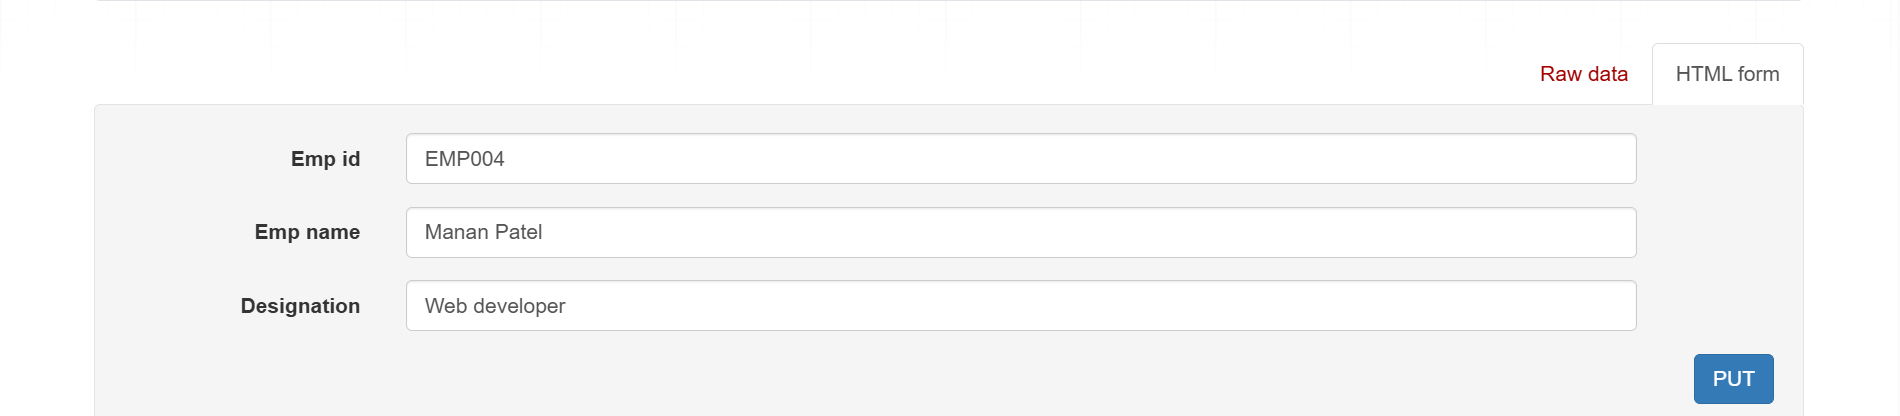 Raw data HTML form
Emp id EMP004
Emp name Manan Patel
Designation Web developer
PUT